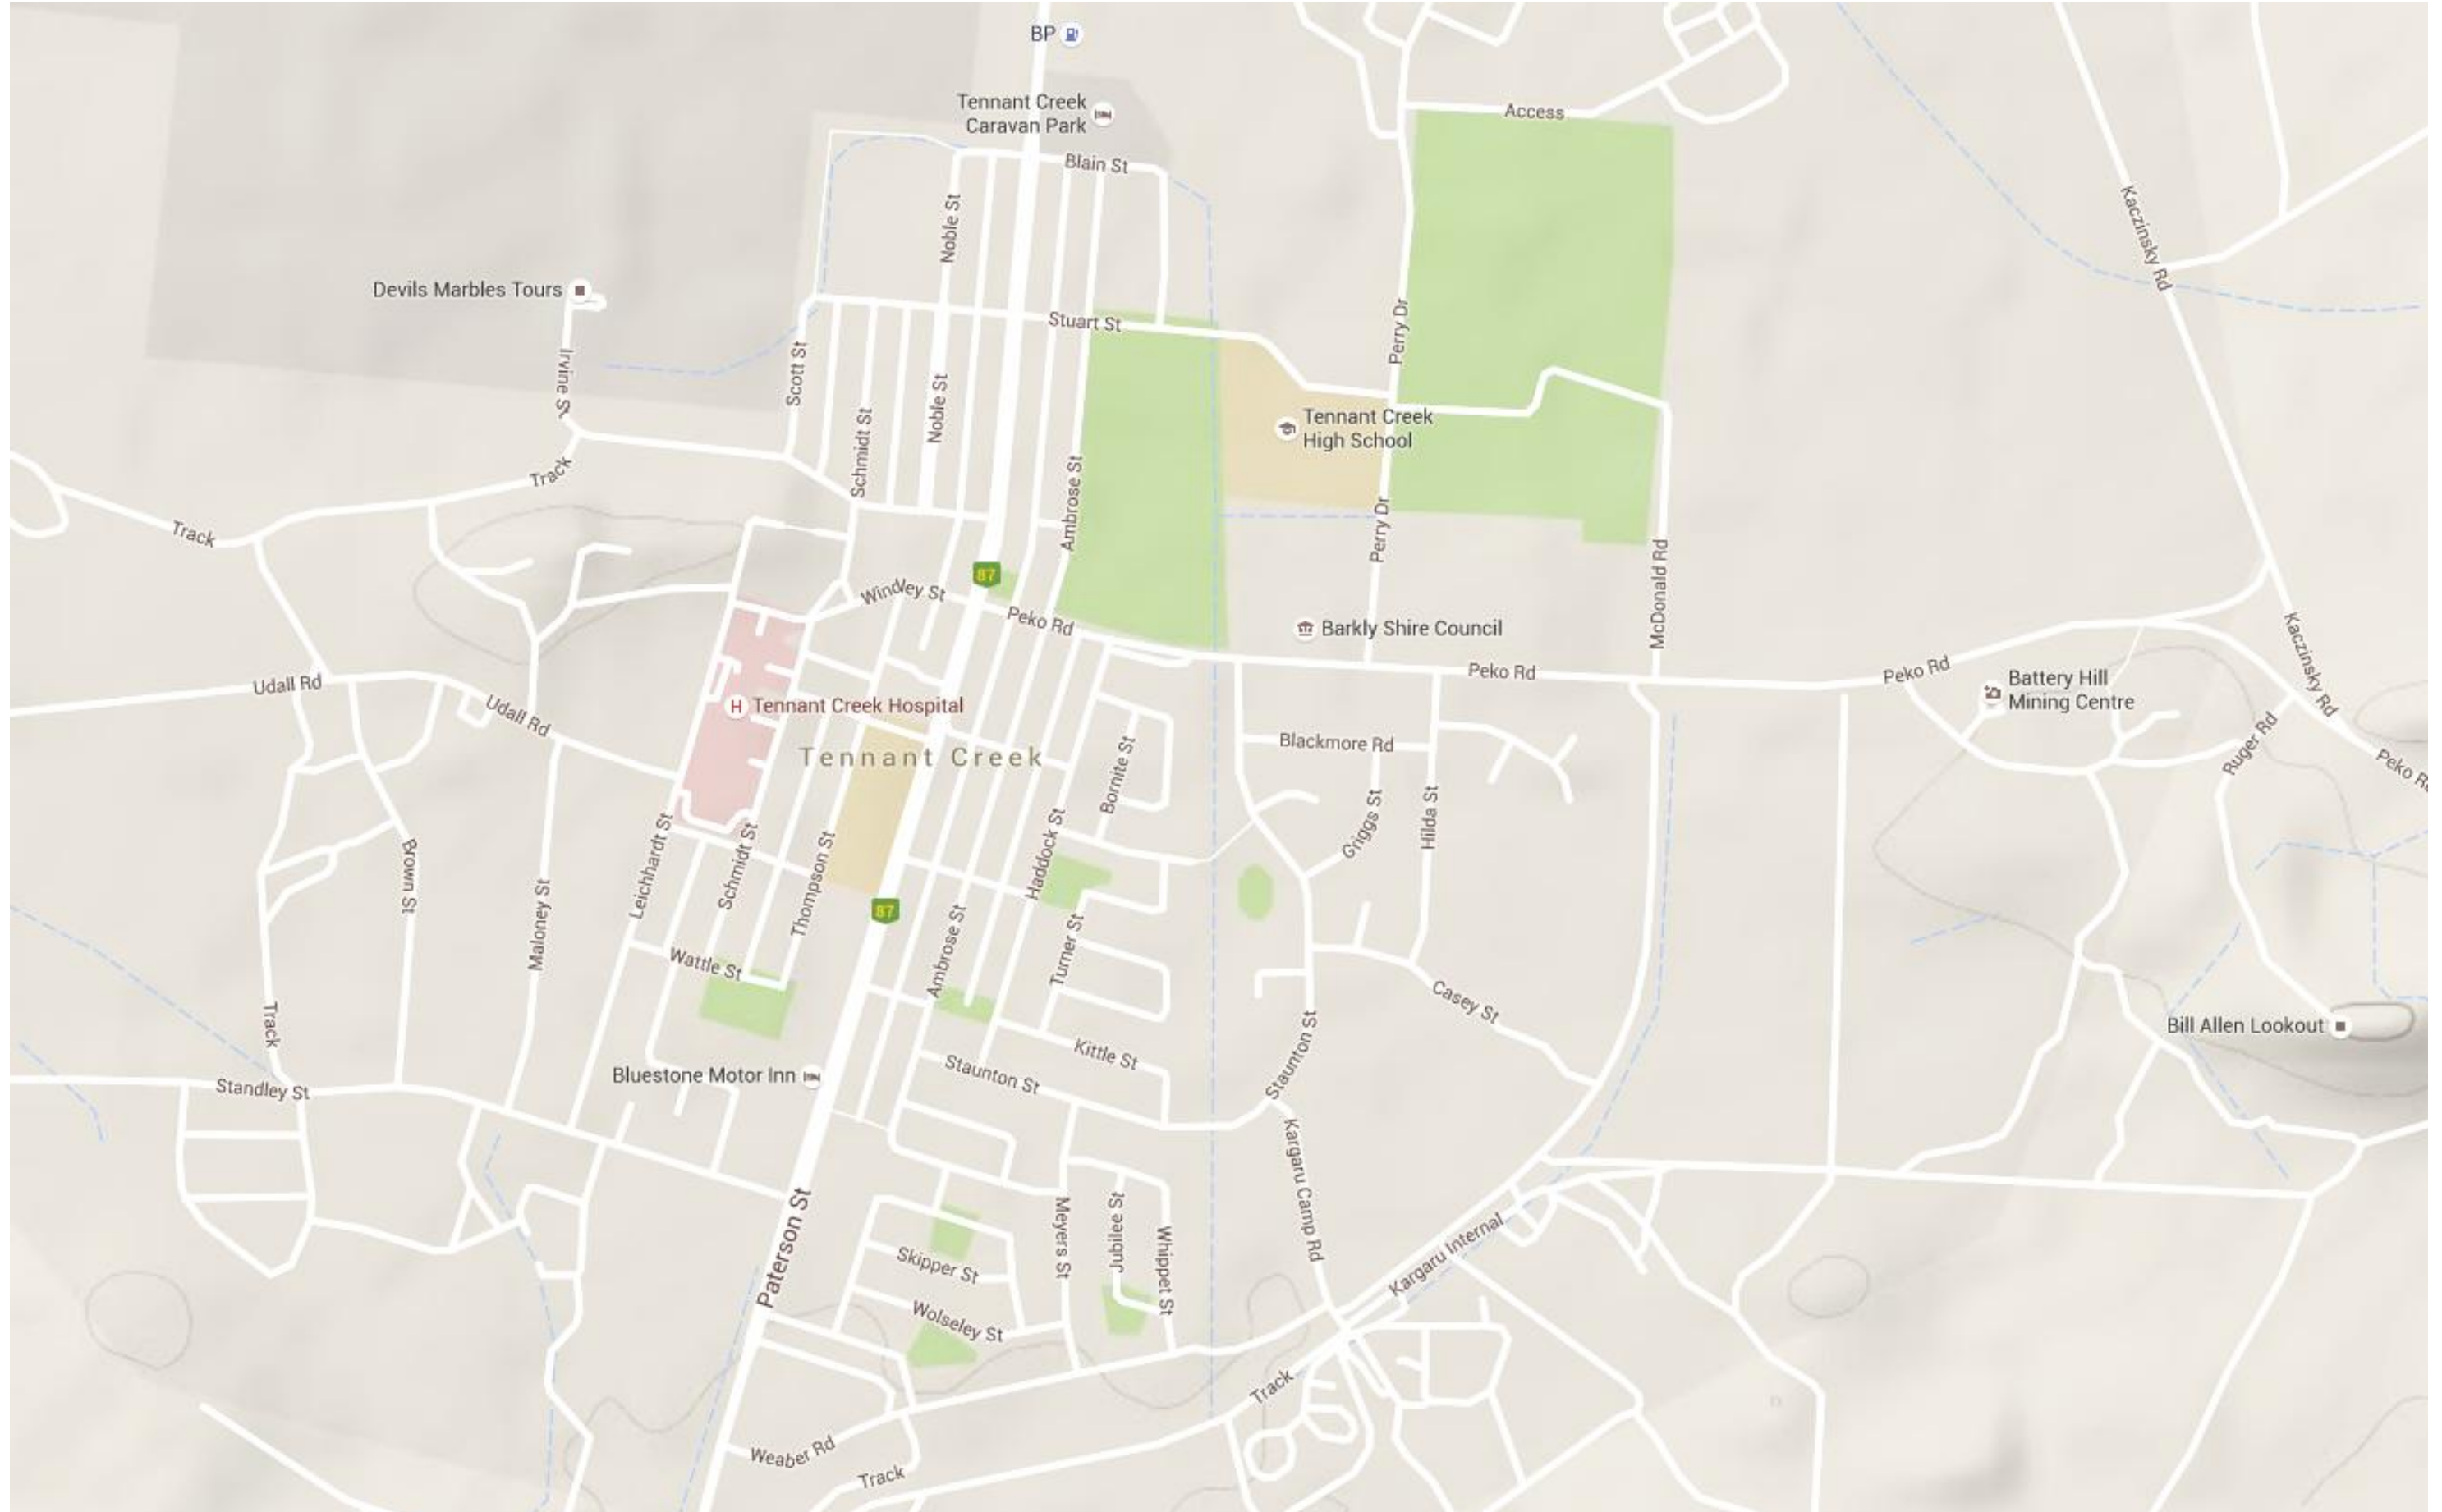 BP
Tennant Creek
Caravan Park
Access
Blain St
Kaczinsky Rd
Noble St
Devils Marbles Tours
Stuart St
Perry Dr
Irvine St
Scott St
Noble St
Schmidt St
Tennant Creek
High School
Track
Ambrose St
Track
Perry Dr
87
McDonald Rd
Windley St
Peko Rd
Barkly Shire Council
Kaczinsky Rd
Peko Rd
Peko Rd
Battery Hill
Mining Centre
Udall Rd
Udall Rd
Tennant Creek Hospital
Blackmore Rd
Ruger Rd
Tennant Creek
Bornite St
Peko R
Griggs St
Hilda St
Leichhardt St
Schmidt St
Thompson St
Haddock St
Brown St
Maloney St
87
Ambrose St
Turner St
Wattle St
Casey St
Track
Bill Allen Lookout
Kittle St
Staunton St
Bluestone Motor Inn
Staunton St
Standley St
Kargaru Camp Rd
Paterson St
Meyers St
Jubilee St
Whippet St
Kargaru Internal
Skipper St
Wolseley St
Track
Weaber Rd
Track
H